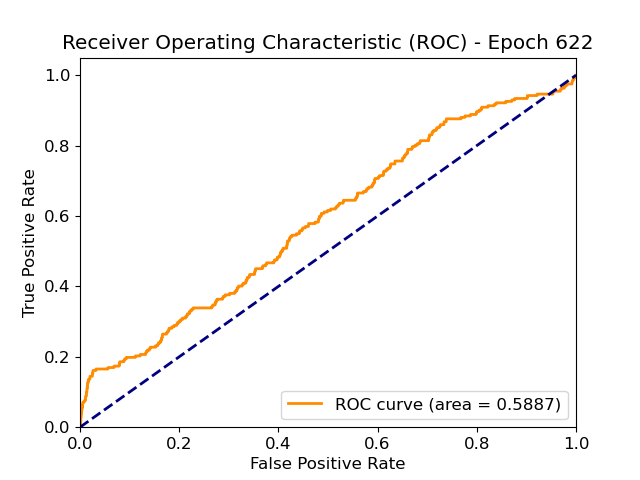 Receiver Operating Characteristic (ROC) - Epoch 622
True Positive Rate
1.0
0.8
0.6
0.4
0.2
0.0
ROC curve (area = 0.5887)
0.0 0.2 0.4 0.6 0.8 1.0
False Positive Rate